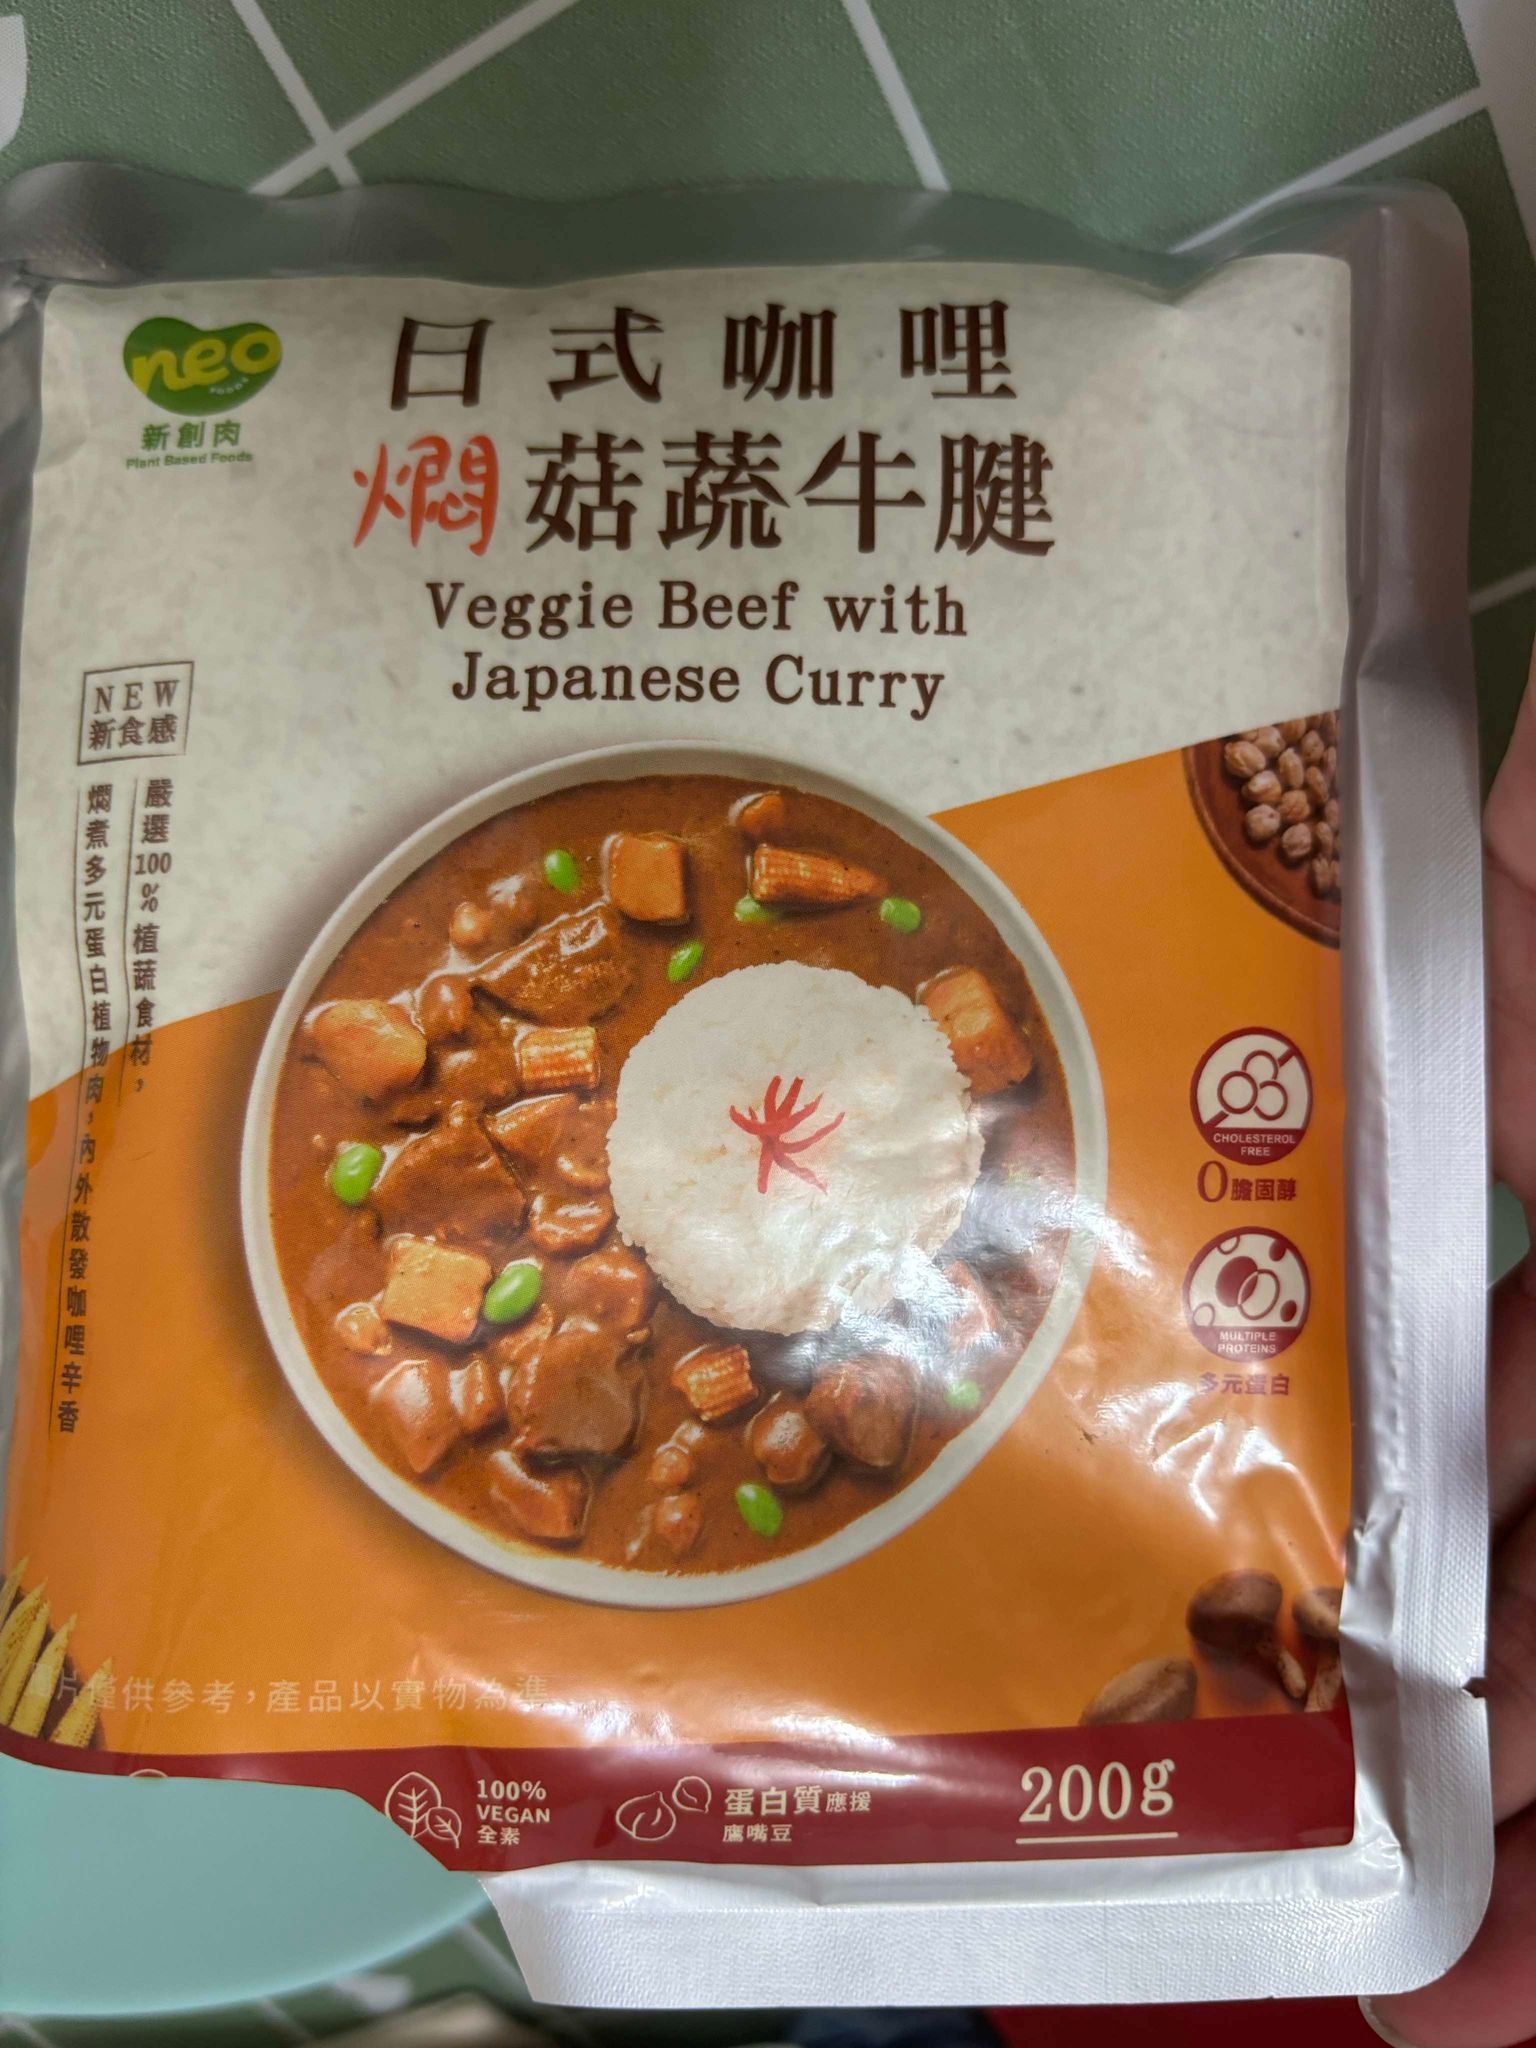 neo
FOODS
新創肉
Plant Based Foods
日式咖哩
燜菇蔬牛腱
Veggie Beef with
Japanese Curry
NEW
新食感
嚴選100%植蔬食材，
燜煮多元蛋白植物肉，內外散發咖哩辛香
CHOLESTEROL
FREE
0膽固醇
MULTIPLE
PROTEINS
多元蛋白
圖片僅供參考，產品以實物為準
100%
VEGAN
全素
蛋白質應援
鷹嘴豆
200g